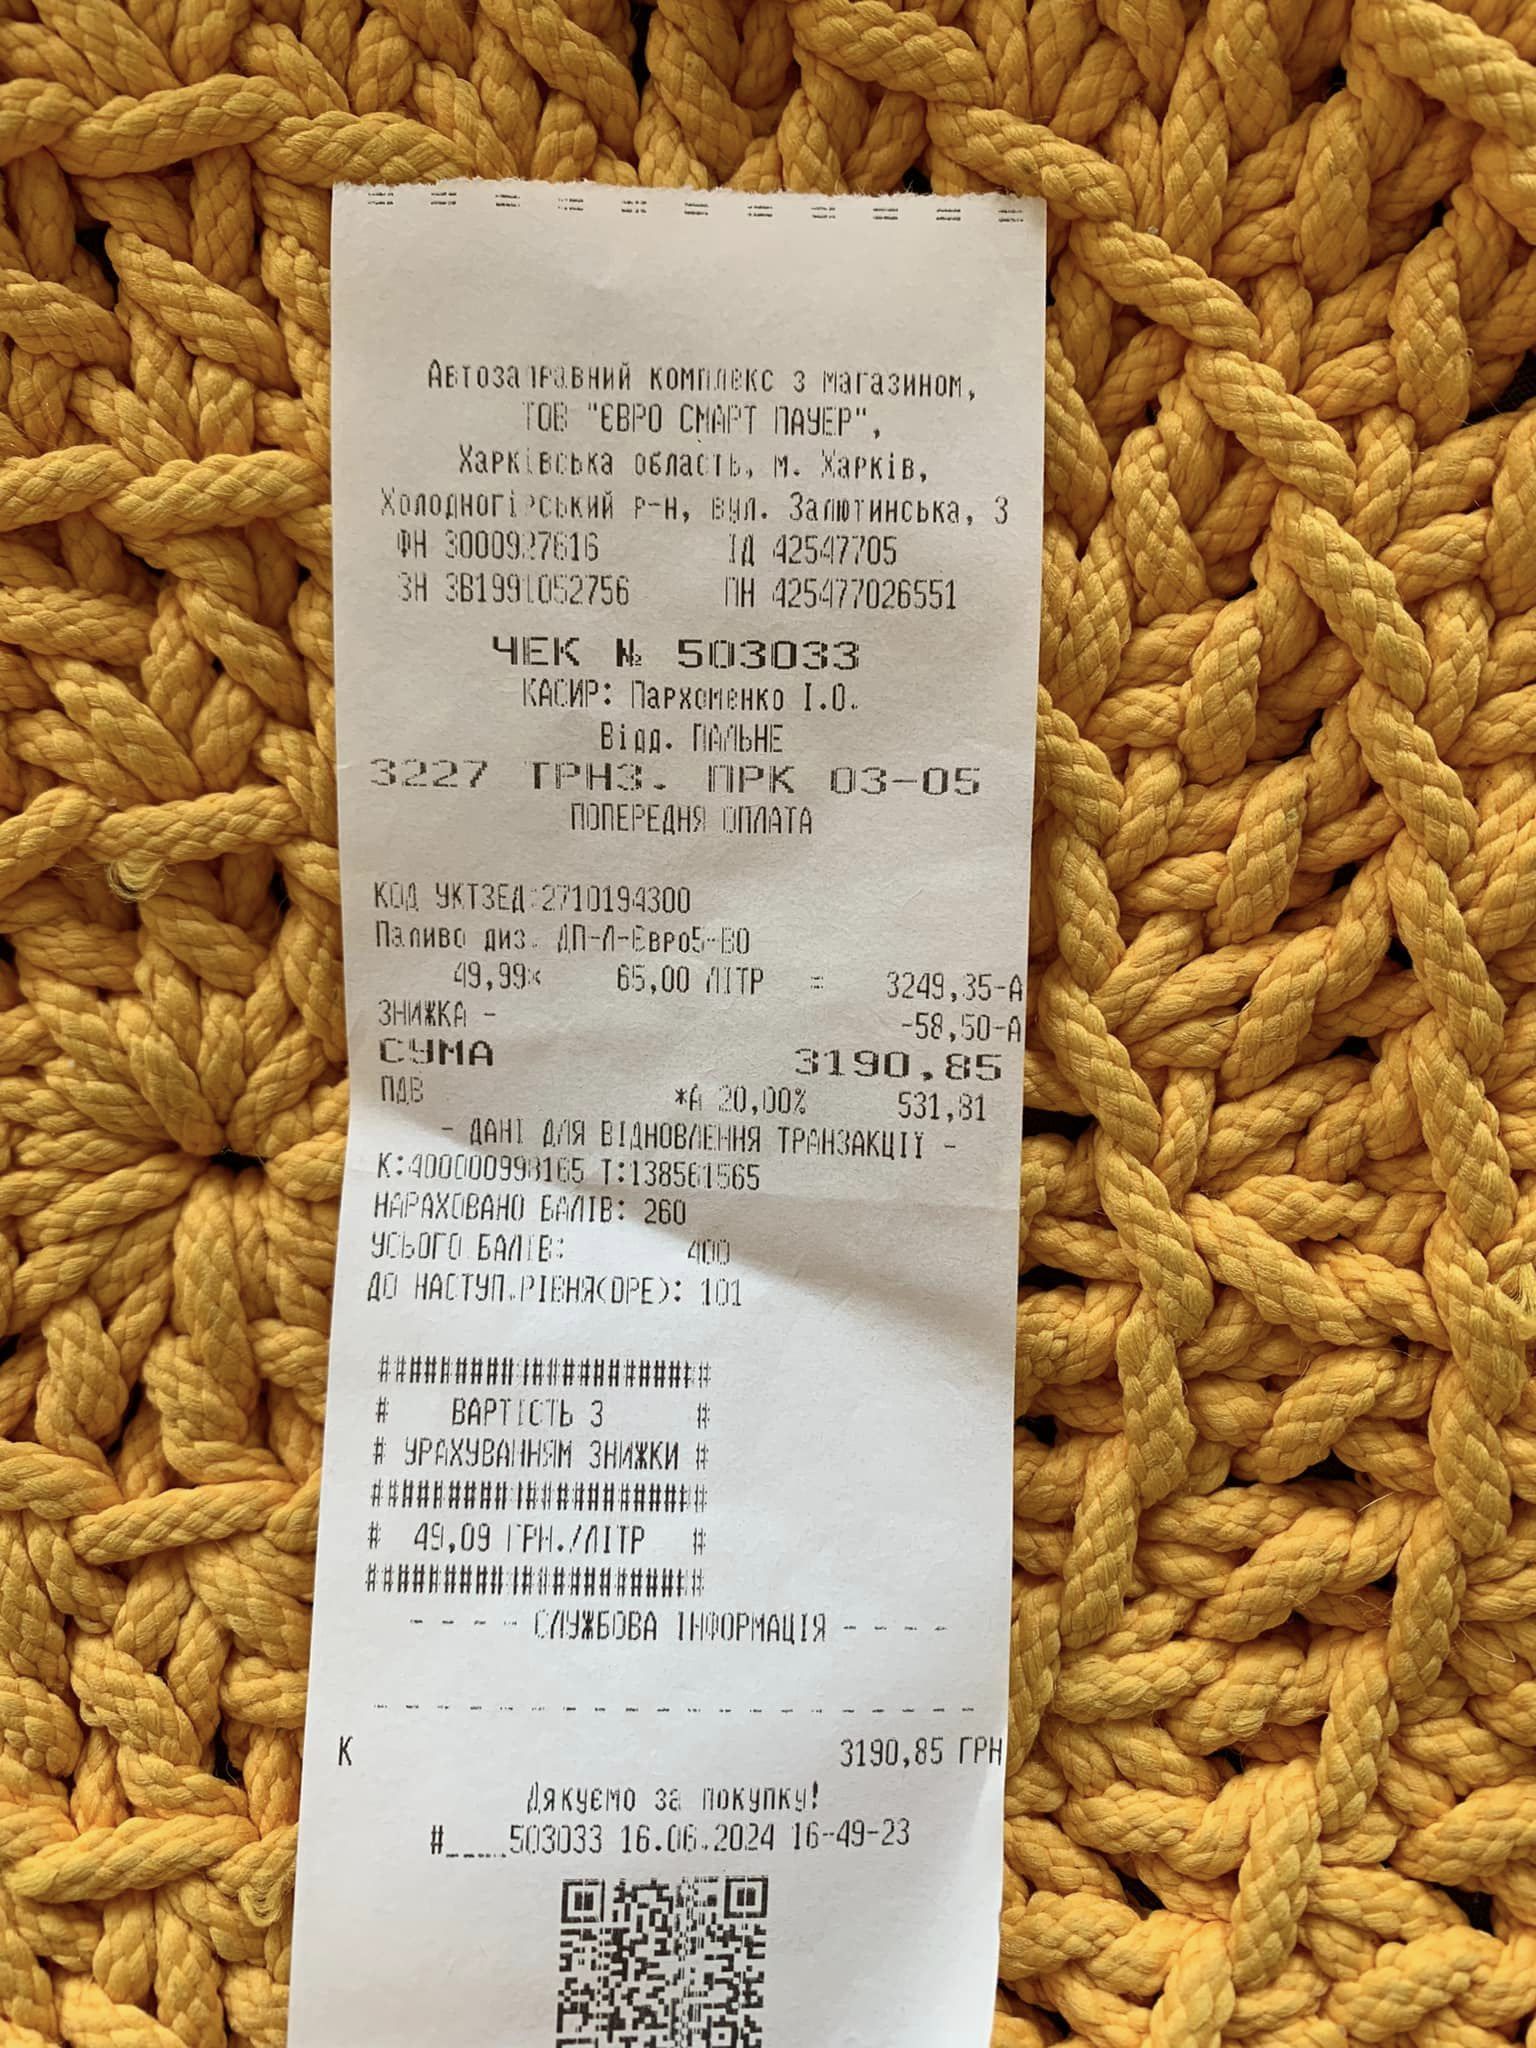 Автозаправний комплекс з магазином,
ТОВ "ЄВРО СМАРТ ПАУЕР",
Харківська область, м. Харків,
Холодногірський р-н, вул. Залютинська, 3
ФН 3000927616 ІД 42547705
ЗН ЗВ1991052756 ПН 425477026551
ЧЕК № 503033
КАСИР: Пархоменко І.О.
Відд. ПАЛЬНЕ
3227 ТРНЗ. ПРК 03-05
ПОПЕРЕДНЯ ОПЛАТА
КОД УКТЗЕД:2710194300
Паливо диз. ДП-Л-Євро5-В0
49,99× 65,00 ЛІТР = 3249,35-А
ЗНИЖКА - -58,50-А
СУМА 3190,85
ПДВ *А 20,00% 531,81
- ДАНІ ДЛЯ ВІДНОВЛЕННЯ ТРАНЗАКЦІЇ -
К:400000998165 Т:138561565
НАРАХОВАНО БАЛІВ: 260
УСЬОГО БАЛІВ: 400
ДО НАСТУП.РІВНЯ(OPE): 101
######################
# ВАРТІСТЬ З #
# УРАХУВАННЯМ ЗНИЖКИ #
######################
# 49,09 ГРН./ЛІТР #
######################
- - - - СЛУЖБОВА ІНФОРМАЦІЯ - - - -
К 3190,85 ГРН
Дякуємо за покупку!
#____503033 16.06.2024 16-49-23